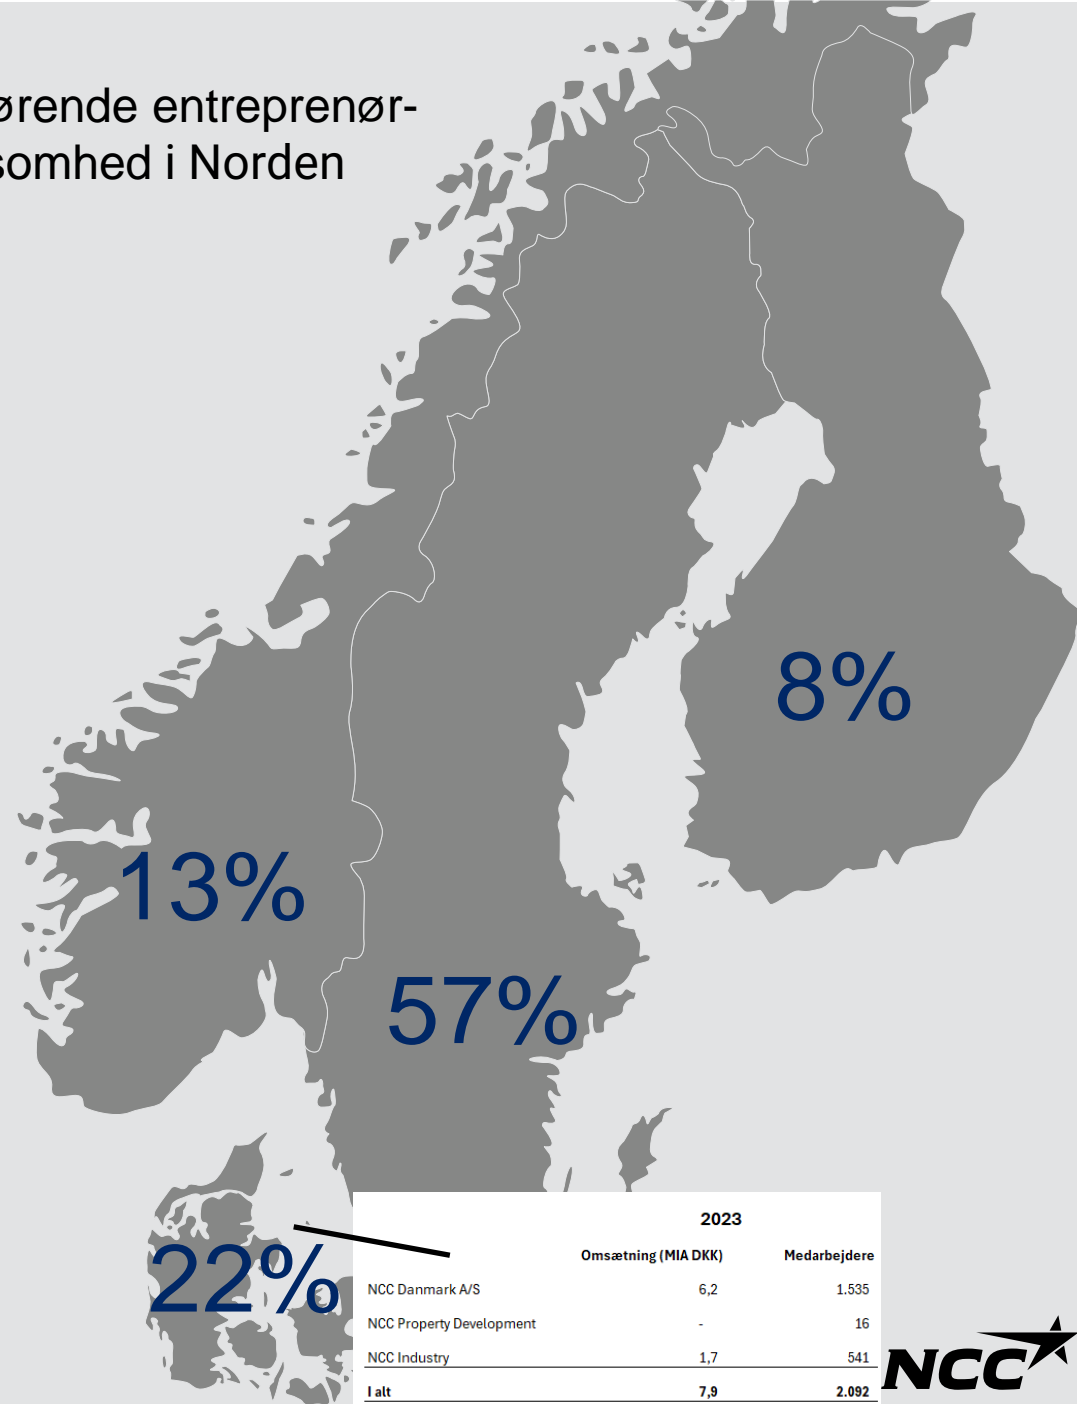 ørende entreprenør-
somhed i Norden
8%
13%
57%
22%
2023
Omsætning (MIA DKK) Medarbejdere
NCC Danmark A/S 6,2 1.535
NCC Property Development - 16
NCC Industry 1,7 541
I alt 7,9 2.092
NCC